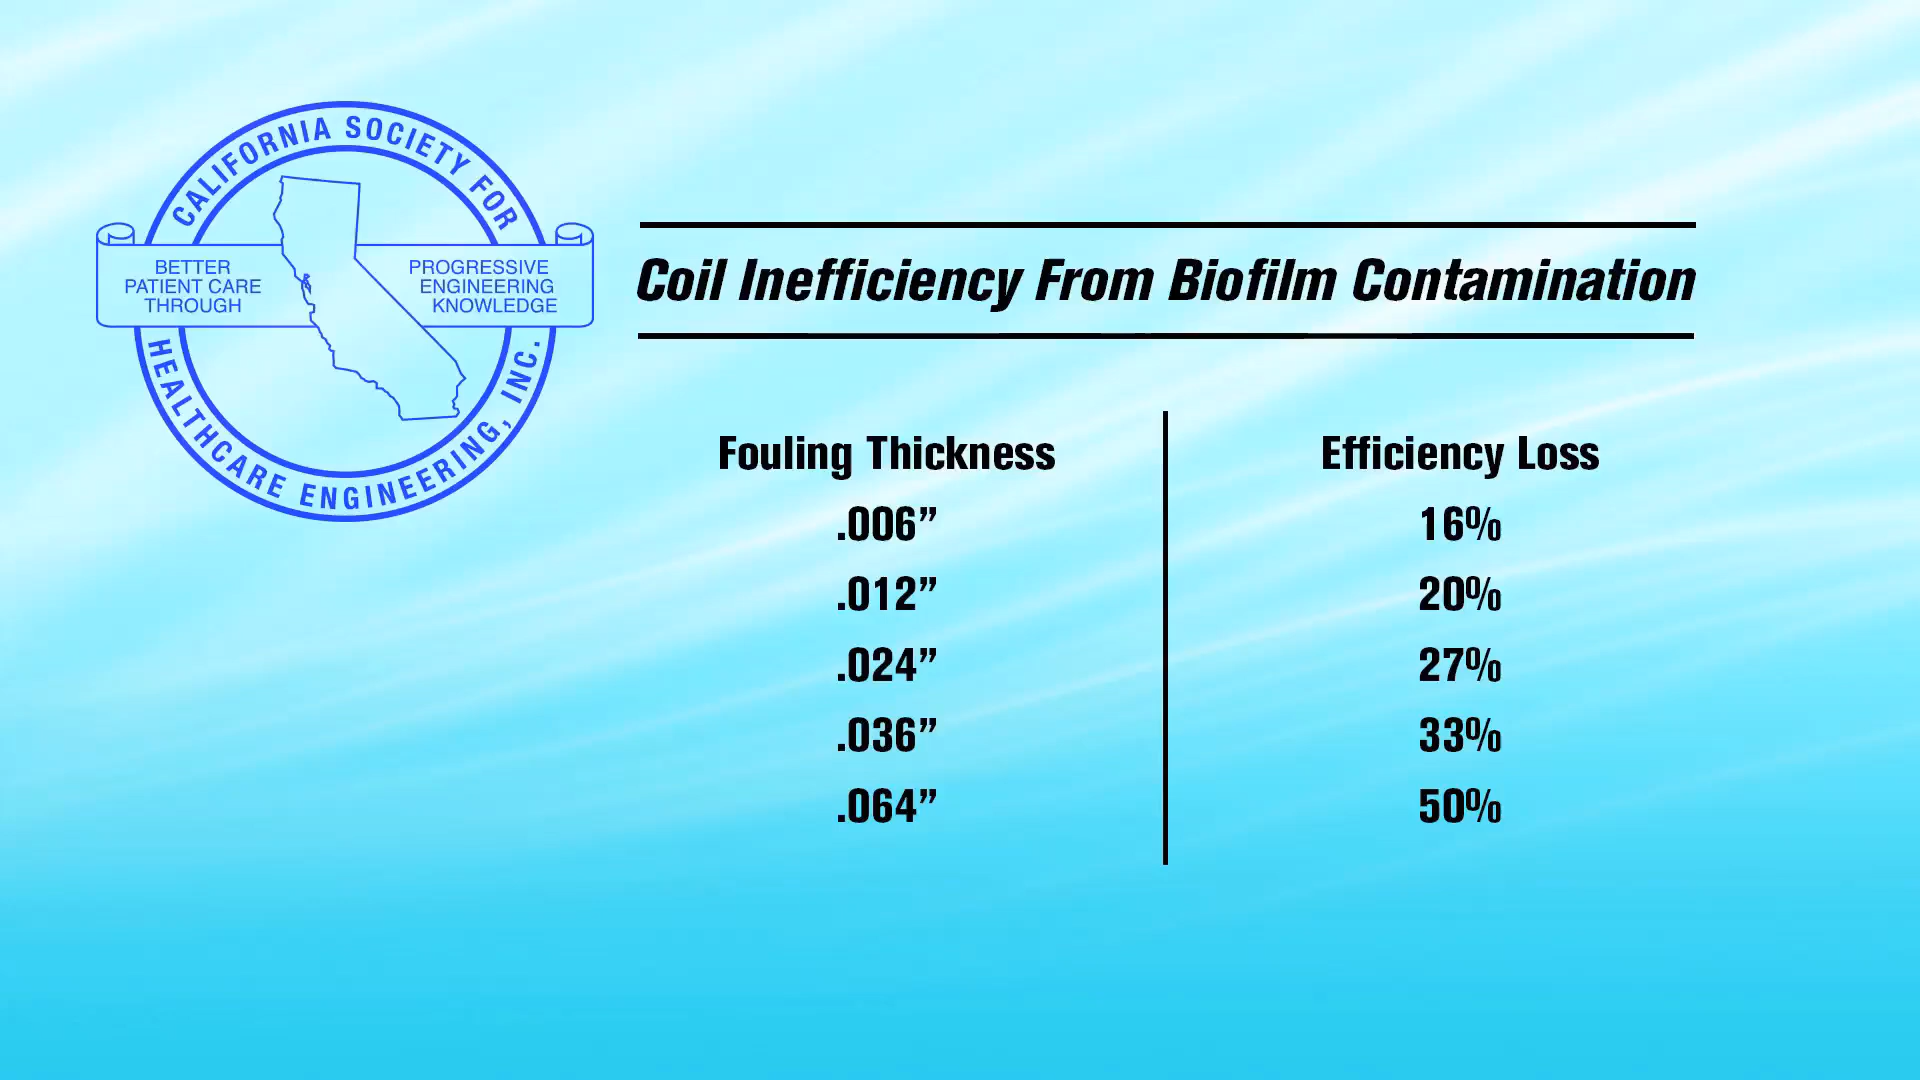 CALIFORNIA SOCIETY FOR
BETTER
PATIENT CARE
THROUGH
PROGRESSIVE
ENGINEERING
KNOWLEDGE
HEALTHCARE ENGINEERING, INC.
Coil Inefficiency From Biofilm Contamination
Fouling Thickness Efficiency Loss
.006” 16%
.012” 20%
.024” 27%
.036” 33%
.064” 50%